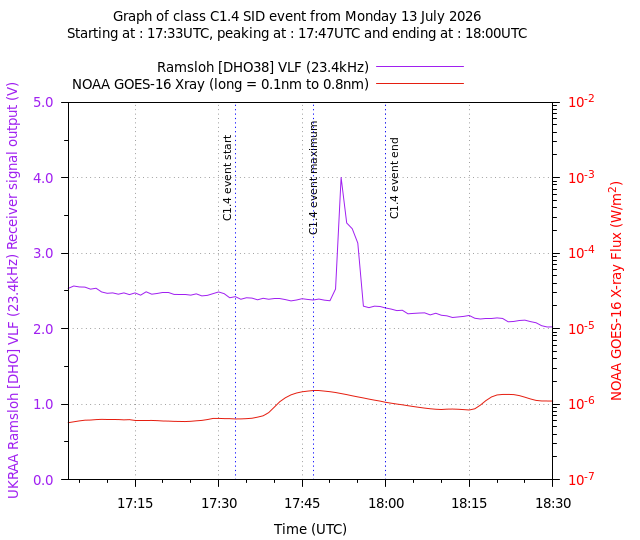 Graph of class C1.4 SID event from Monday 13 July 2026
Starting at : 17:33UTC, peaking at : 17:47UTC and ending at : 18:00UTC
Ramsloh [DHO38] VLF (23.4kHz)
NOAA GOES-16 Xray (long = 0.1nm to 0.8nm)
UKRAA Ramsloh [DHO] VLF (23.4kHz) Receiver signal output (V)
5.0
4.0
3.0
2.0
1.0
0.0
C1.4 event start
C1.4 event maximum
C1.4 event end
10-2
10-3
10-4
10-5
10-6
10-7
NOAA GOES-16 X-ray Flux (W/m2)
17:15 17:30 17:45 18:00 18:15 18:30
Time (UTC)